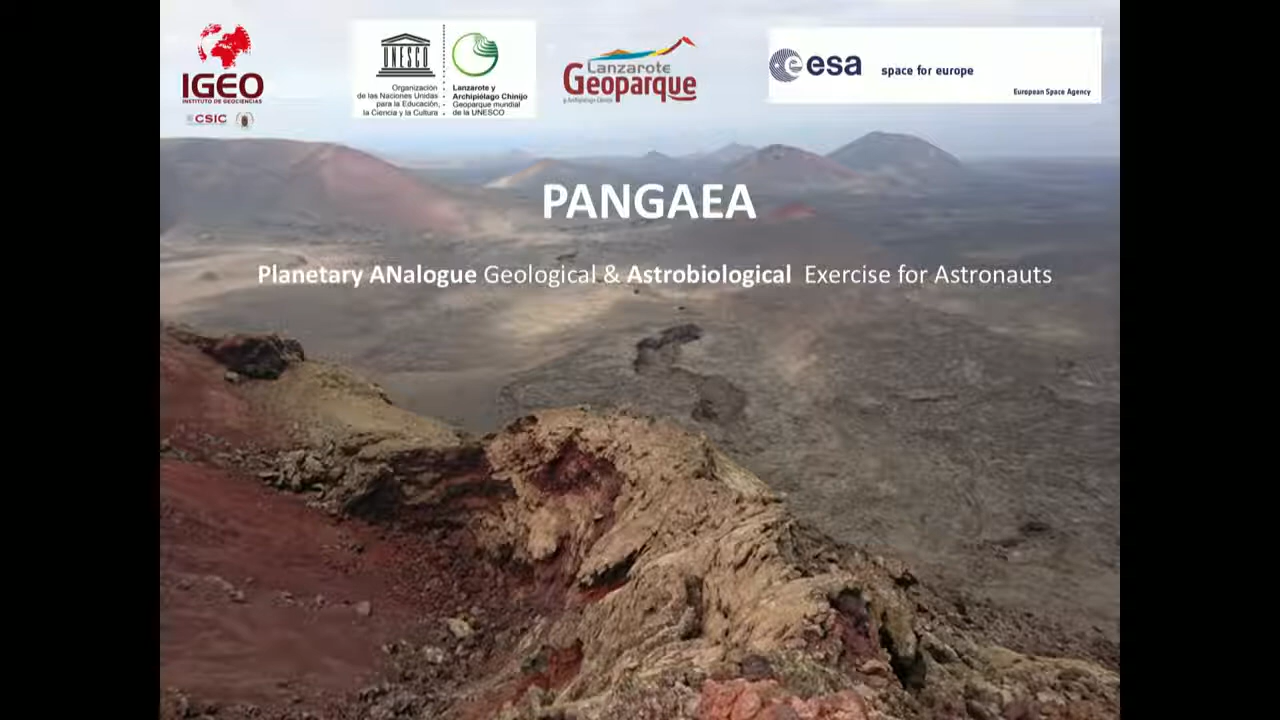 IGEO
INSTITUTO DE GEOCIENCIAS
CSIC
UNESCO
Organización
de las Naciones Unidas
para la Educación,
la Ciencia y la Cultura
Lanzarote y
Archipiélago Chinijo
Geoparque mundial
de la UNESCO
Lanzarote
Geoparque
y Archipiélago Chinijo
esa
space for europe
European Space Agency
PANGAEA
Planetary ANalogue Geological & Astrobiological Exercise for Astronauts